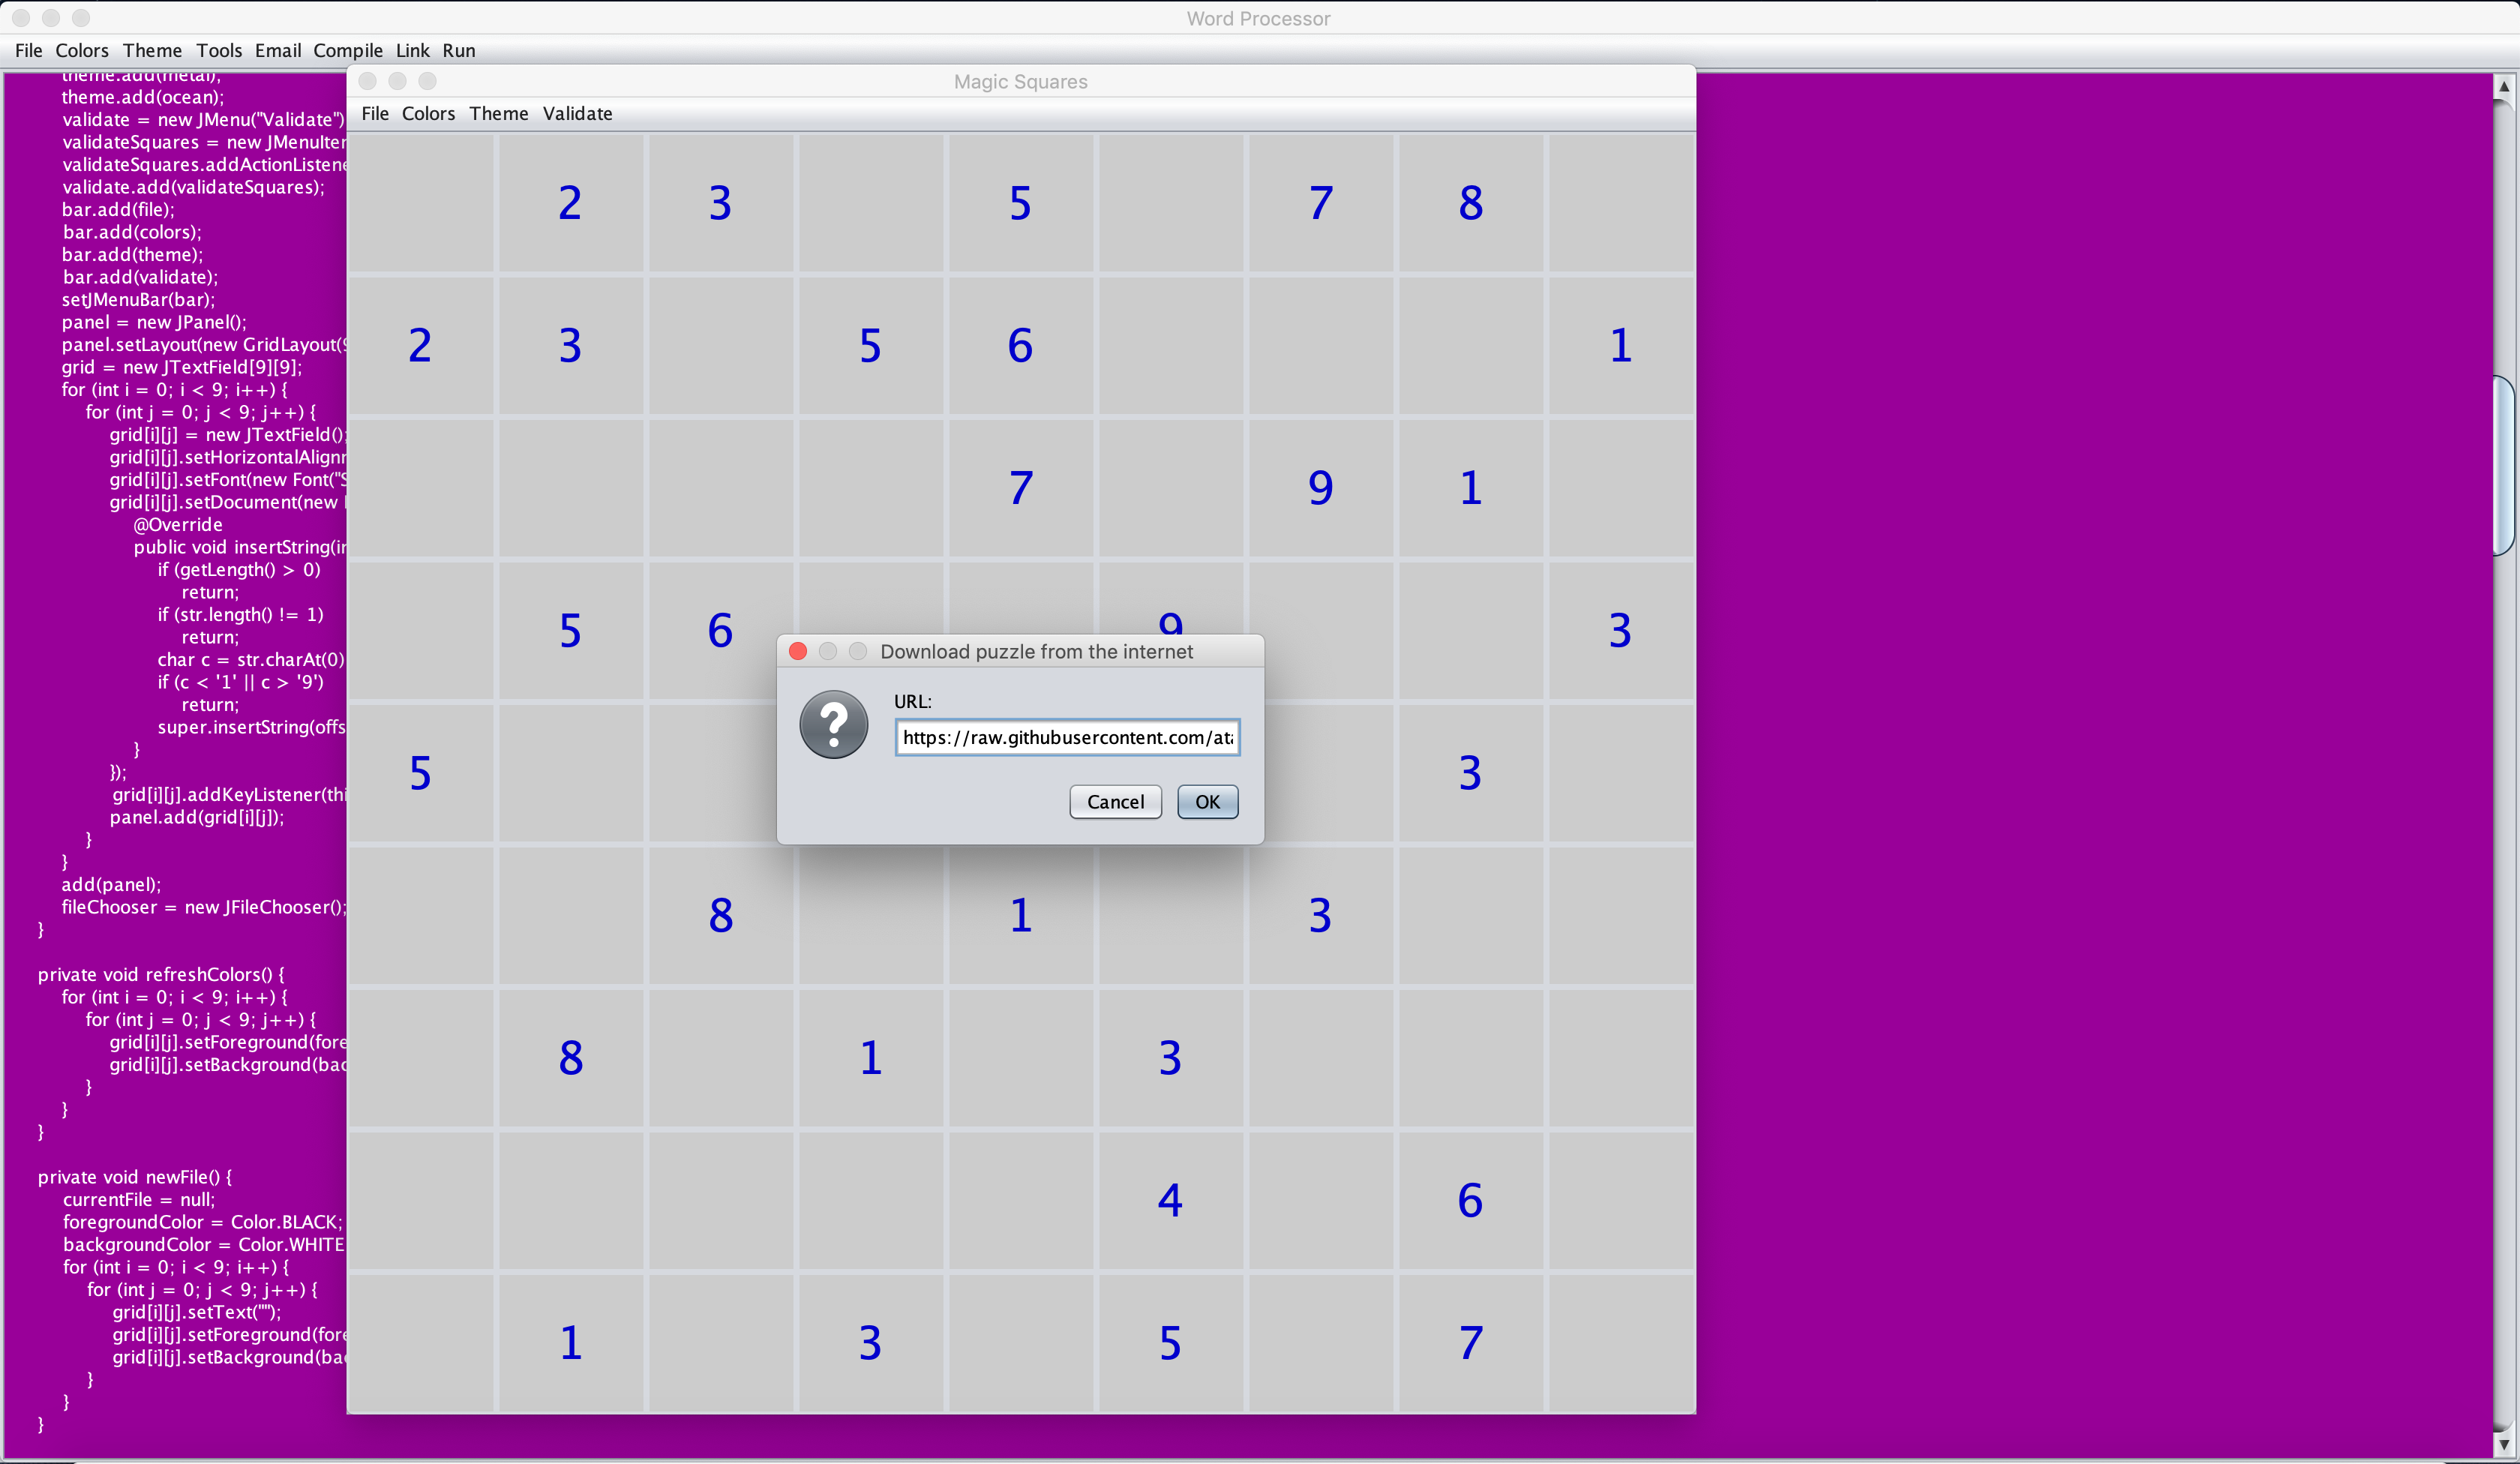 Word Processor
File Colors Theme Tools Email Compile Link Run
theme.add(metal);
theme.add(ocean);
validate = new JMenu("Validate")
validateSquares = new
validateSquares.
validate.add(validateSquares);
bar.add(file);
bar.add(colors);
bar.add(theme);
bar.add(validate);
setJMenuBar(bar);
panel = new JPanel();
panel.setLayout(new GridLayout(
grid = new JTextField[9][9];
for (int i = 0; i < 9; i++) {
for (int j = 0; j < 9; j++) {
grid[i][j] = new JTextField();
grid[i][j].
grid[i][j].setFont(new Font("S
grid[i][j].setDocument(new
@Override
public void insertString(
if (getLength() > 0)
return;
if (str.length() != 1)
return;
char c = str.charAt(0)
if (c < '1' || c > '9')
return;
super.insertString(offs
}
});
grid[i][j].addKeyListener(thi
panel.add(grid[i][j]);
}
}
add(panel);
fileChooser = new JFileChooser();
}
private void refreshColors() {
for (int i = 0; i < 9; i++) {
for (int j = 0; j < 9; j++) {
grid[i][j].setForeground(fore
grid[i][j].setBackground(bac
}
}
}
private void newFile() {
currentFile = null;
foregroundColor = Color.BLACK;
backgroundColor = Color.WHITE
for (int i = 0; i < 9; i++) {
for (int j = 0; j < 9; j++) {
grid[i][j].setText("");
grid[i][j].setForeground(fore
grid[i][j].setBackground(bac
}
}
}
Magic Squares
File Colors Theme Validate
2 3 5 7 8
2 3 5 6 1
7 9 1
5 6 9 3
5 3
8 1 3
8 1 3
4 6
1 3 5 7
Download puzzle from the internet
URL:
https://raw.githubusercontent.com/ata
Cancel OK